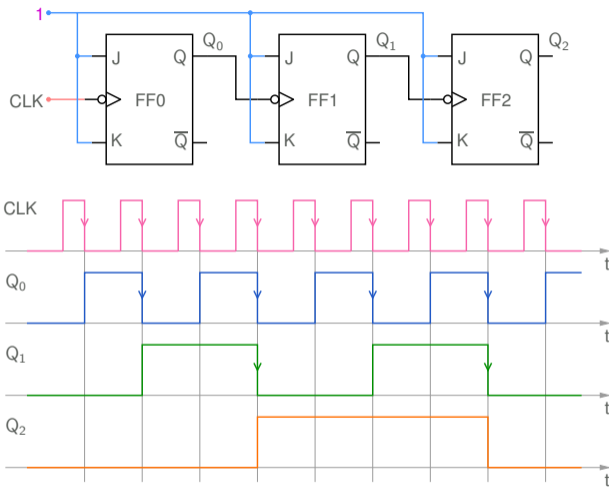 1
Q₀ Q₁ Q₂
J Q J Q J Q
CLK FF0 FF1 FF2
K Q̅ K Q̅ K Q̅
CLK
t
Q₀
t
Q₁
t
Q₂
t